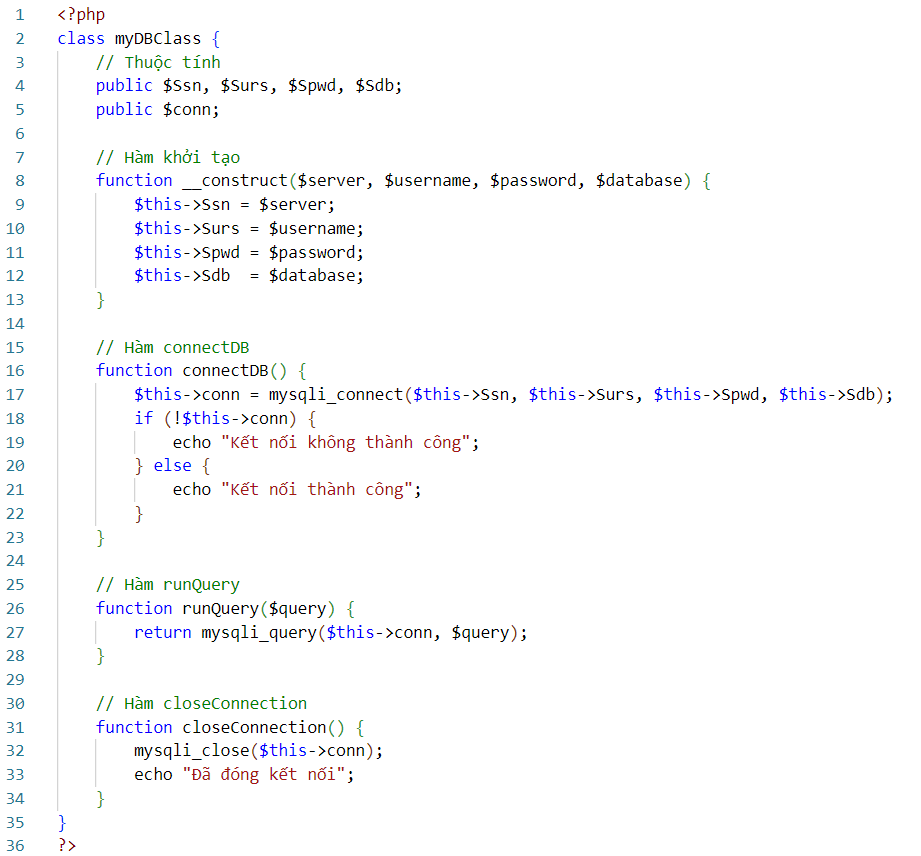 1 <?php
2 class myDBClass {
3     // Thuộc tính
4     public $Ssn, $Surs, $Spwd, $Sdb;
5     public $conn;
6
7     // Hàm khởi tạo
8     function __construct($server, $username, $password, $database) {
9         $this->Ssn = $server;
10         $this->Surs = $username;
11         $this->Spwd = $password;
12         $this->Sdb  = $database;
13     }
14
15     // Hàm connectDB
16     function connectDB() {
17         $this->conn = mysqli_connect($this->Ssn, $this->Surs, $this->Spwd, $this->Sdb);
18         if (!$this->conn) {
19             echo "Kết nối không thành công";
20         } else {
21             echo "Kết nối thành công";
22         }
23     }
24
25     // Hàm runQuery
26     function runQuery($query) {
27         return mysqli_query($this->conn, $query);
28     }
29
30     // Hàm closeConnection
31     function closeConnection() {
32         mysqli_close($this->conn);
33         echo "Đã đóng kết nối";
34     }
35 }
36 ?>